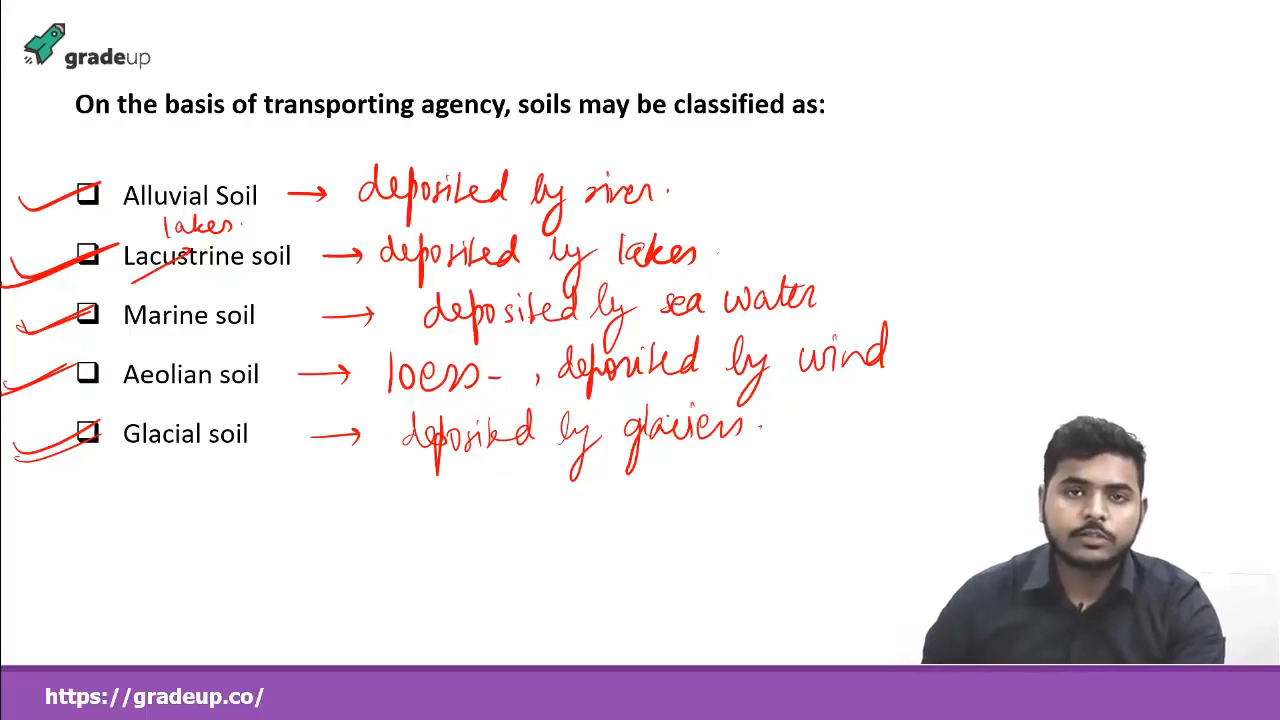 gradeup
On the basis of transporting agency, soils may be classified as:
Alluvial Soil → deposited by river.
lakes.
Lacustrine soil → deposited by lakes
Marine soil → deposited by sea water
Aeolian soil → loess - , deposited by wind
Glacial soil → deposited by glaciers.
https://gradeup.co/